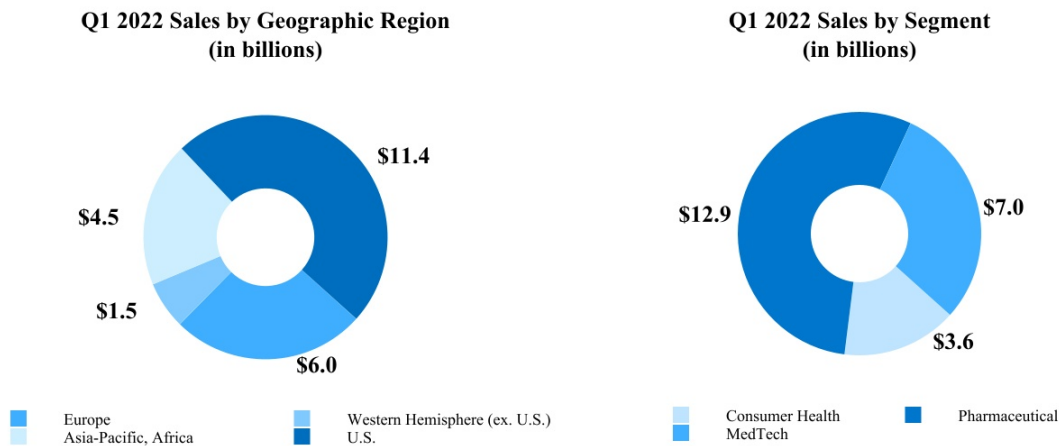 Q1 2022 Sales by Geographic Region
(in billions)
$11.4
$4.5
$1.5
$6.0
Europe
Western Hemisphere (ex. U.S.)
Asia-Pacific, Africa
U.S.
Q1 2022 Sales by Segment
(in billions)
$12.9
$7.0
$3.6
Consumer Health
Pharmaceutical
MedTech